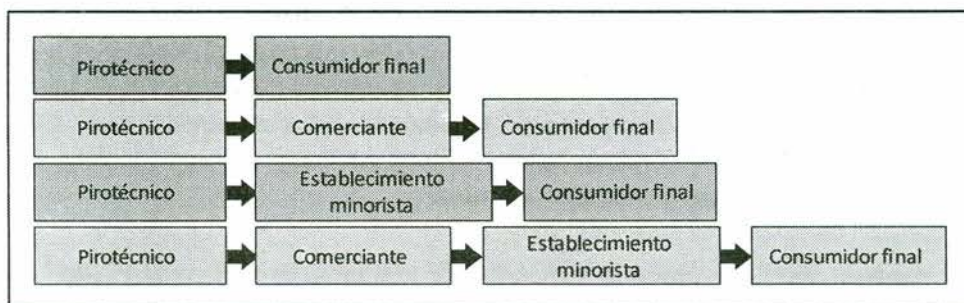 Pirotécnico Consumidor final
Pirotécnico Comerciante Consumidor final
Pirotécnico Establecimiento minorista Consumidor final
Pirotécnico Comerciante Establecimiento minorista Consumidor final